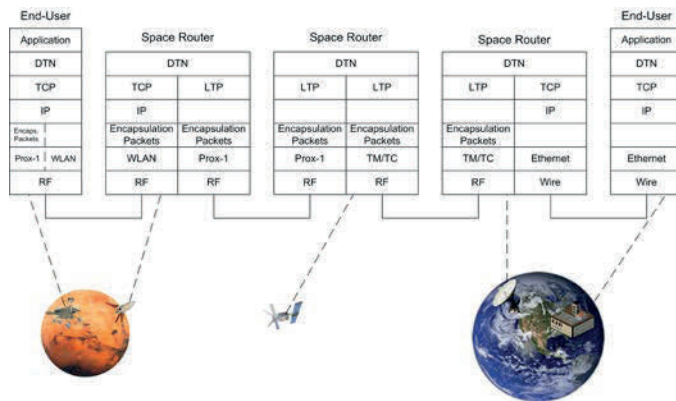 End-User
Application
DTN
TCP
IP
Encaps. Packets
Prox-1 WLAN
RF
Space Router
DTN
TCP LTP
IP
Encapsulation Packets Encapsulation Packets
WLAN Prox-1
RF RF
Space Router
DTN
LTP LTP
Encapsulation Packets Encapsulation Packets
Prox-1 TM/TC
RF RF
Space Router
DTN
LTP TCP
IP
Encapsulation Packets
TM/TC Ethernet
RF Wire
End-User
Application
DTN
TCP
IP
Ethernet
Wire